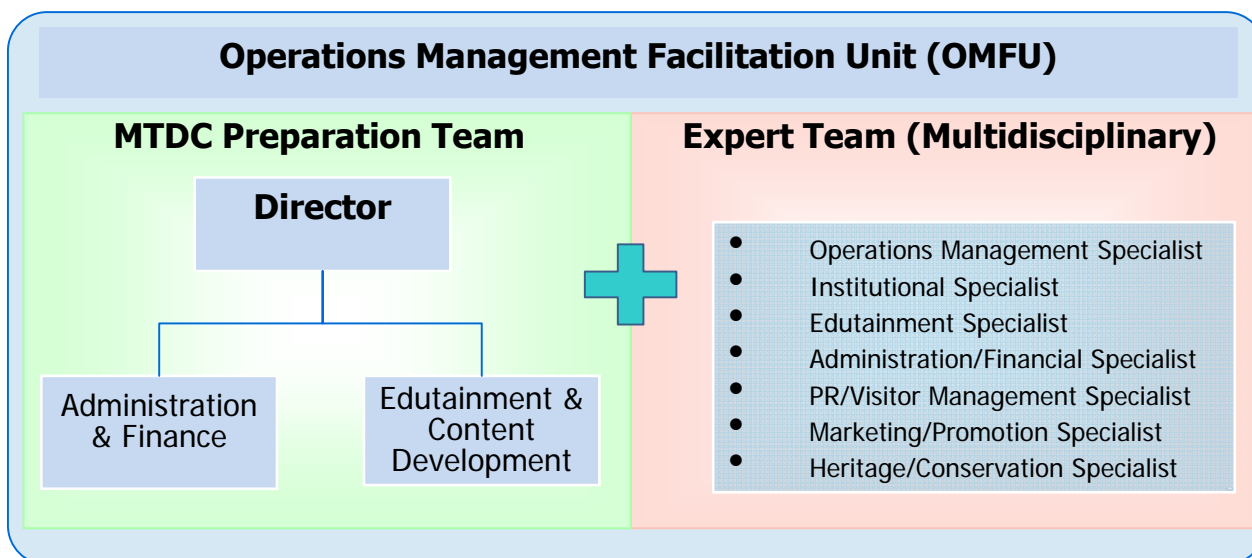 Operations Management Facilitation Unit (OMFU)
MTDC Preparation Team
Director
Administration
& Finance
Edutainment &
Content
Development
Expert Team (Multidisciplinary)
• Operations Management Specialist
• Institutional Specialist
• Edutainment Specialist
• Administration/Financial Specialist
• PR/Visitor Management Specialist
• Marketing/Promotion Specialist
• Heritage/Conservation Specialist